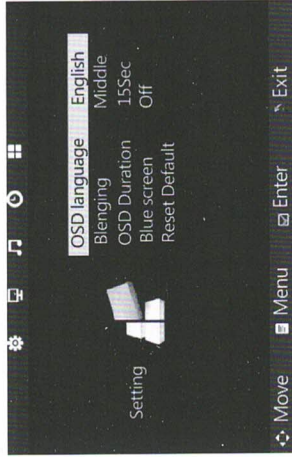 Setting
OSD language English
Blenging Middle
OSD Duration 15Sec
Blue screen Off
Reset Default
Move Menu Enter Exit